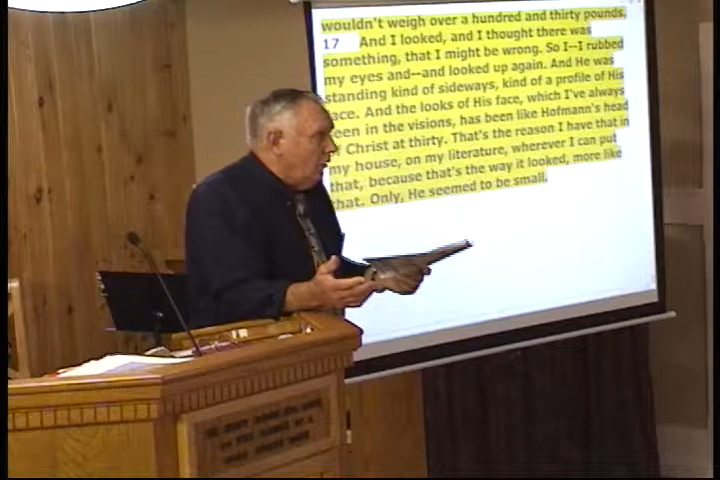 wouldn't weigh over a hundred and thirty pounds.
17 And I looked, and I thought there was
something, that I might be wrong. So I--I rubbed
my eyes and--and looked up again. And He was
standing kind of sideways, kind of a profile of His
ace. And the looks of His face, which I've always
een in the visions, has been like Hofmann's head
Christ at thirty. That's the reason I have that in
my house, on my literature, wherever I can put
that, because that's the way it looked, more like
that. Only, He seemed to be small.